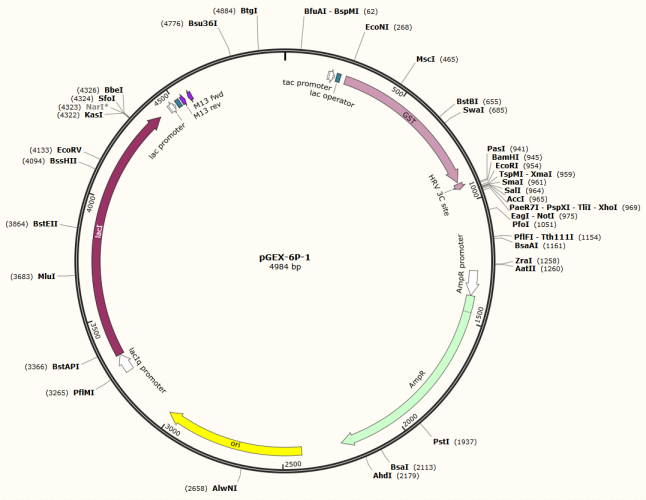 (4884) BtgI
BfuAI - BspMI (62)
(4776) Bsu36I
EcoNI (268)
MscI (465)
BstBI (655)
SwaI (685)
PasI (941)
BamHI (945)
EcoRI (954)
TspMI - XmaI (959)
SmaI (961)
SalI (964)
AccI (965)
PaeR7I - PspXI - TliI - XhoI (969)
EagI - NotI (975)
PfoI (1051)
PflFI - Tth111I (1154)
BsaAI (1161)
ZraI (1258)
AatII (1260)
PstI (1937)
BsaI (2113)
AhdI (2179)
(2658) AlwNI
(3265) PflMI
(3366) BstAPI
(3683) MluI
(3864) BstEII
(4094) BssHII
(4133) EcoRV
(4322) KasI
(4323) NarI*
(4324) SfoI
(4326) BbeI
tac promoter
lac operator
GST
HRV 3C site
AmpR promoter
AmpR
ori
lacIq promoter
lacI
lac promoter
M13 rev
M13 fwd
500
1000
1500
2000
2500
3000
3500
4000
4500
pGEX-6P-1
4984 bp